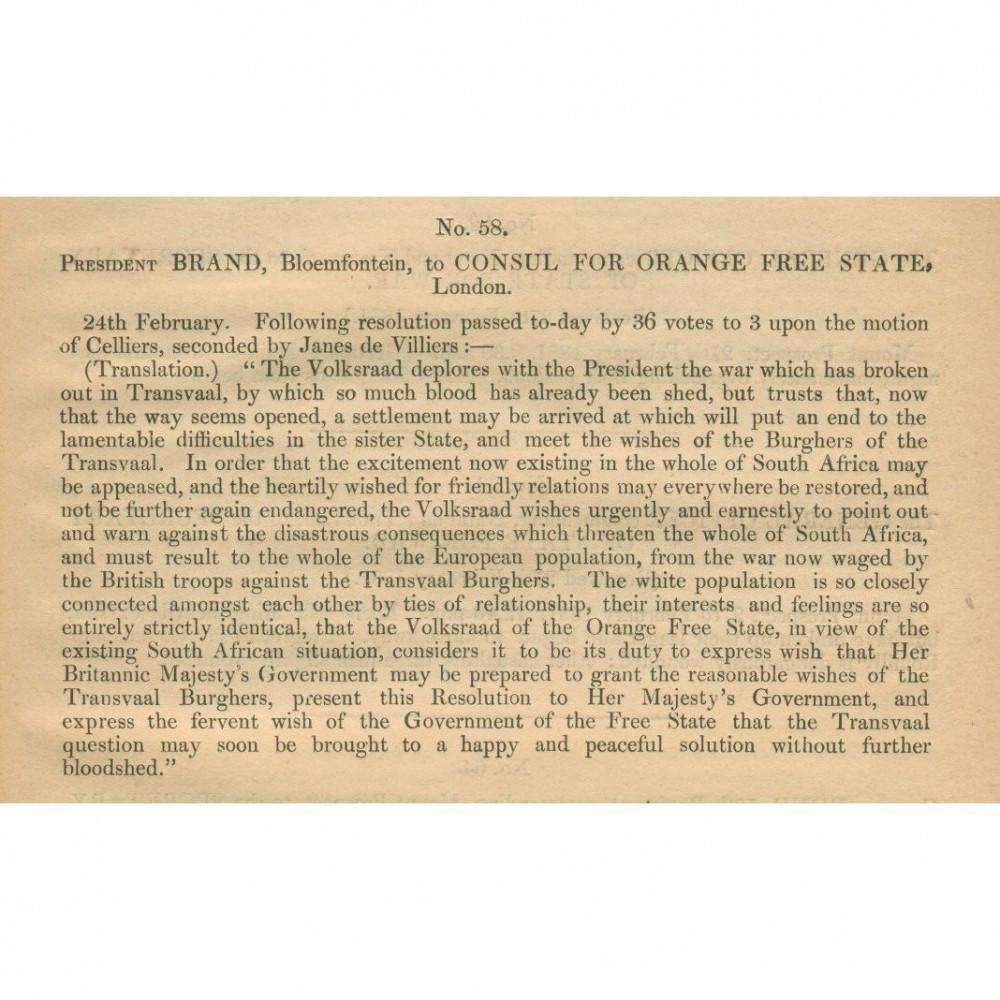 No. 58.
PRESIDENT BRAND, Bloemfontein, to CONSUL FOR ORANGE FREE STATE,
London.
24th February. Following resolution passed to-day by 36 votes to 3 upon the motion
of Celliers, seconded by Janes de Villiers :—
(Translation.) “ The Volksraad deplores with the President the war which has broken
out in Transvaal, by which so much blood has already been shed, but trusts that, now
that the way seems opened, a settlement may be arrived at which will put an end to the
lamentable difficulties in the sister State, and meet the wishes of the Burghers of the
Transvaal. In order that the excitement now existing in the whole of South Africa may
be appeased, and the heartily wished for friendly relations may everywhere be restored, and
not be further again endangered, the Volksraad wishes urgently and earnestly to point out
and warn against the disastrous consequences which threaten the whole of South Africa,
and must result to the whole of the European population, from the war now waged by
the British troops against the Transvaal Burghers. The white population is so closely
connected amongst each other by ties of relationship, their interests and feelings are so
entirely strictly identical, that the Volksraad of the Orange Free State, in view of the
existing South African situation, considers it to be its duty to express wish that Her
Britannic Majesty's Government may be prepared to grant the reasonable wishes of the
Transvaal Burghers, present this Resolution to Her Majesty's Government, and
express the fervent wish of the Government of the Free State that the Transvaal
question may soon be brought to a happy and peaceful solution without further
bloodshed.”